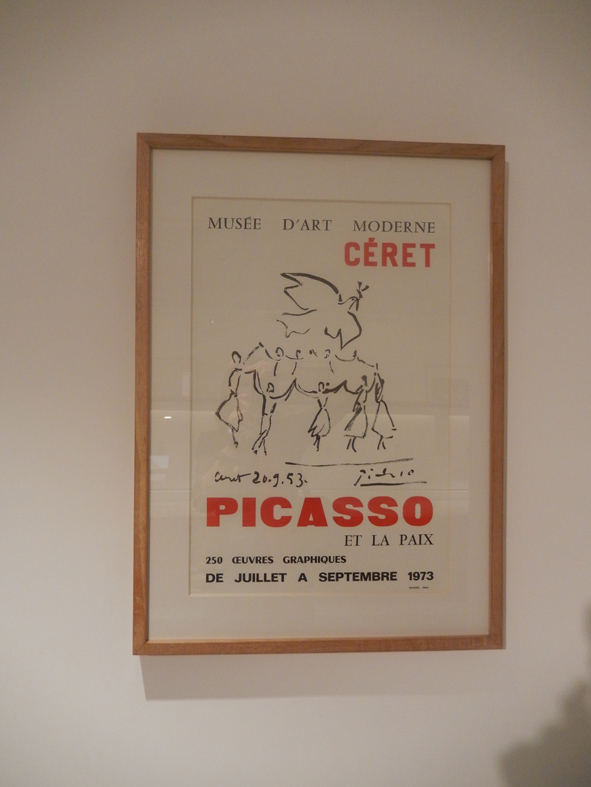 MUSÉE D'ART MODERNE
CÉRET
Ceret 20.9.53.
Picasso
PICASSO
ET LA PAIX
250 ŒUVRES GRAPHIQUES
DE JUILLET A SEPTEMBRE 1973